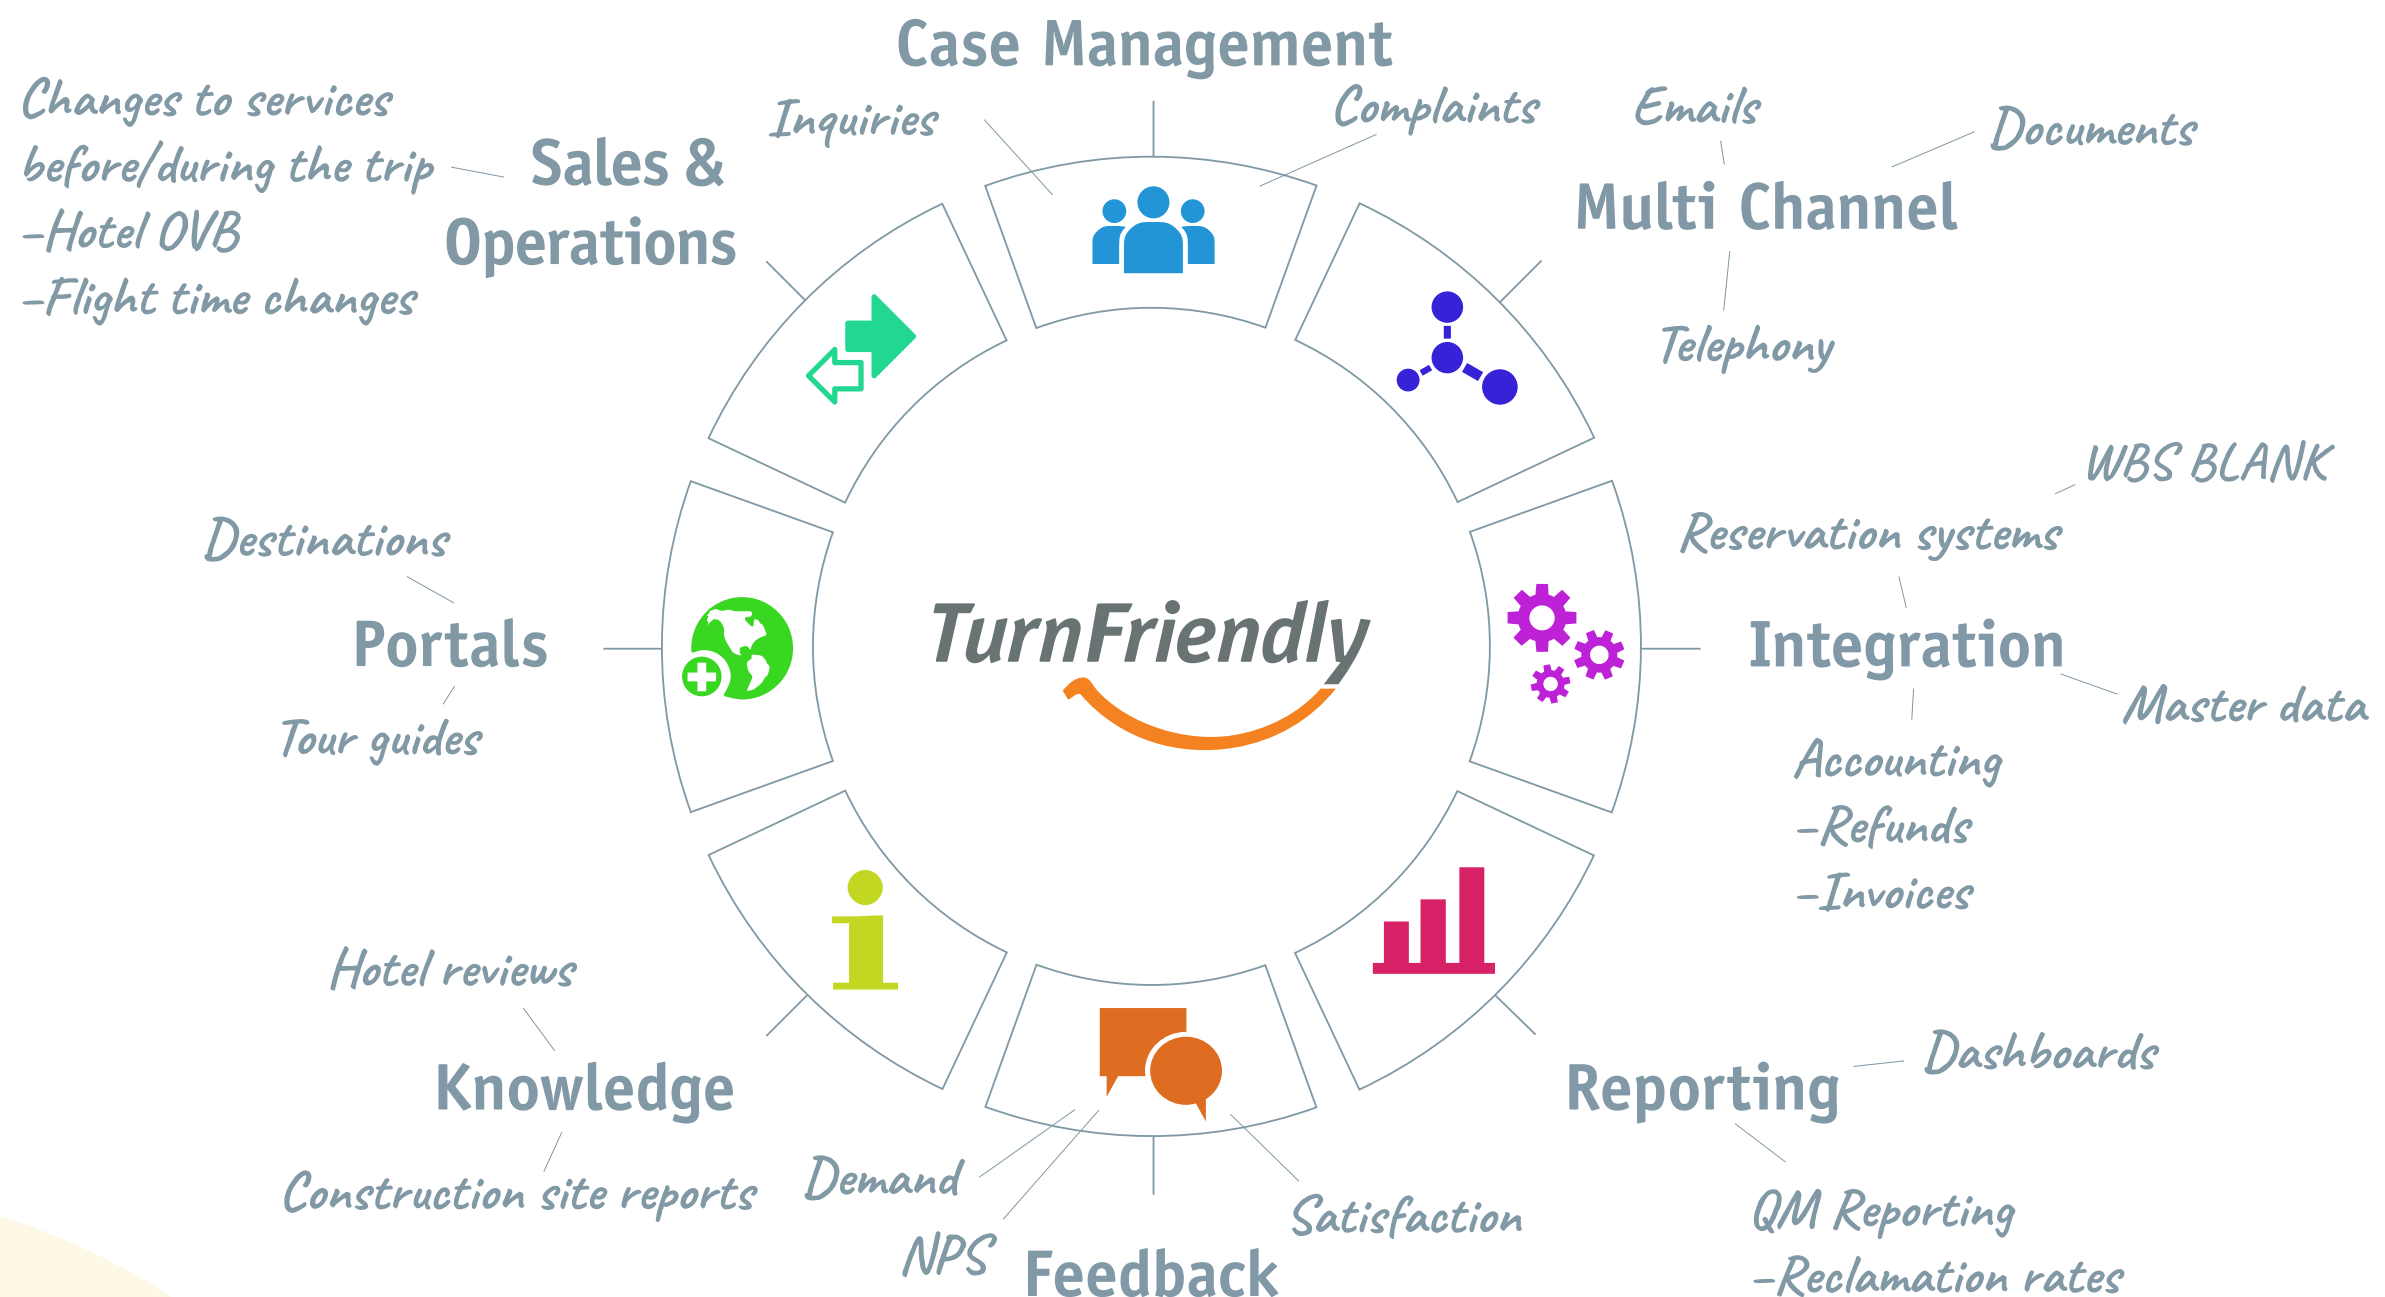 Case Management
Inquiries
Complaints
Multi Channel
Emails
Documents
Telephony
Integration
Reservation systems
WBS BLANK
Master data
Accounting
–Refunds
–Invoices
Reporting
Dashboards
QM Reporting
–Reclamation rates
Feedback
Satisfaction
NPS
Demand
Knowledge
Hotel reviews
Construction site reports
Portals
Destinations
Tour guides
Sales &
Operations
Changes to services
before/during the trip
–Hotel OVB
–Flight time changes
TurnFriendly